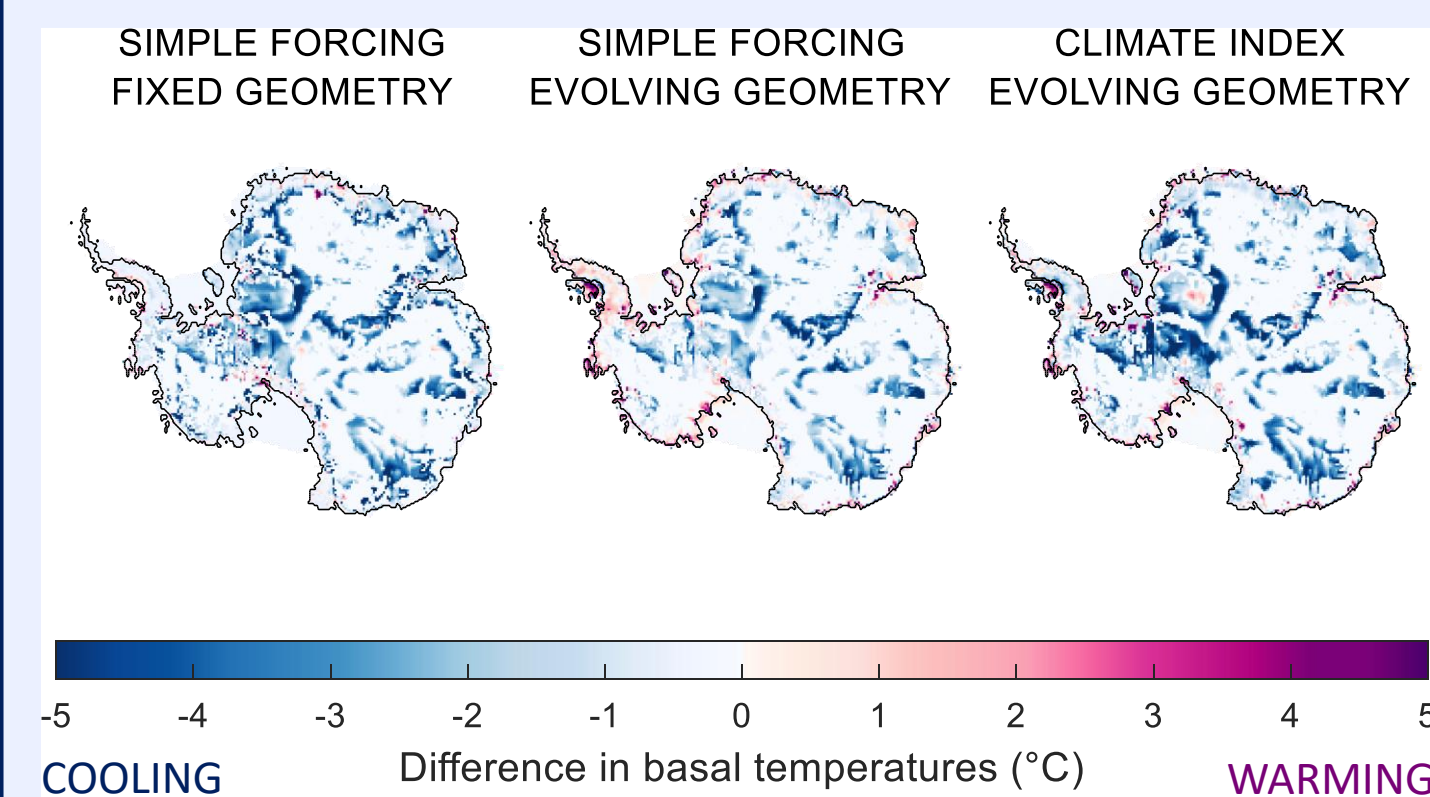 SIMPLE FORCING
FIXED GEOMETRY
SIMPLE FORCING
EVOLVING GEOMETRY
CLIMATE INDEX
EVOLVING GEOMETRY
-5 -4 -3 -2 -1 0 1 2 3 4 5
Difference in basal temperatures (°C)
COOLING
WARMING